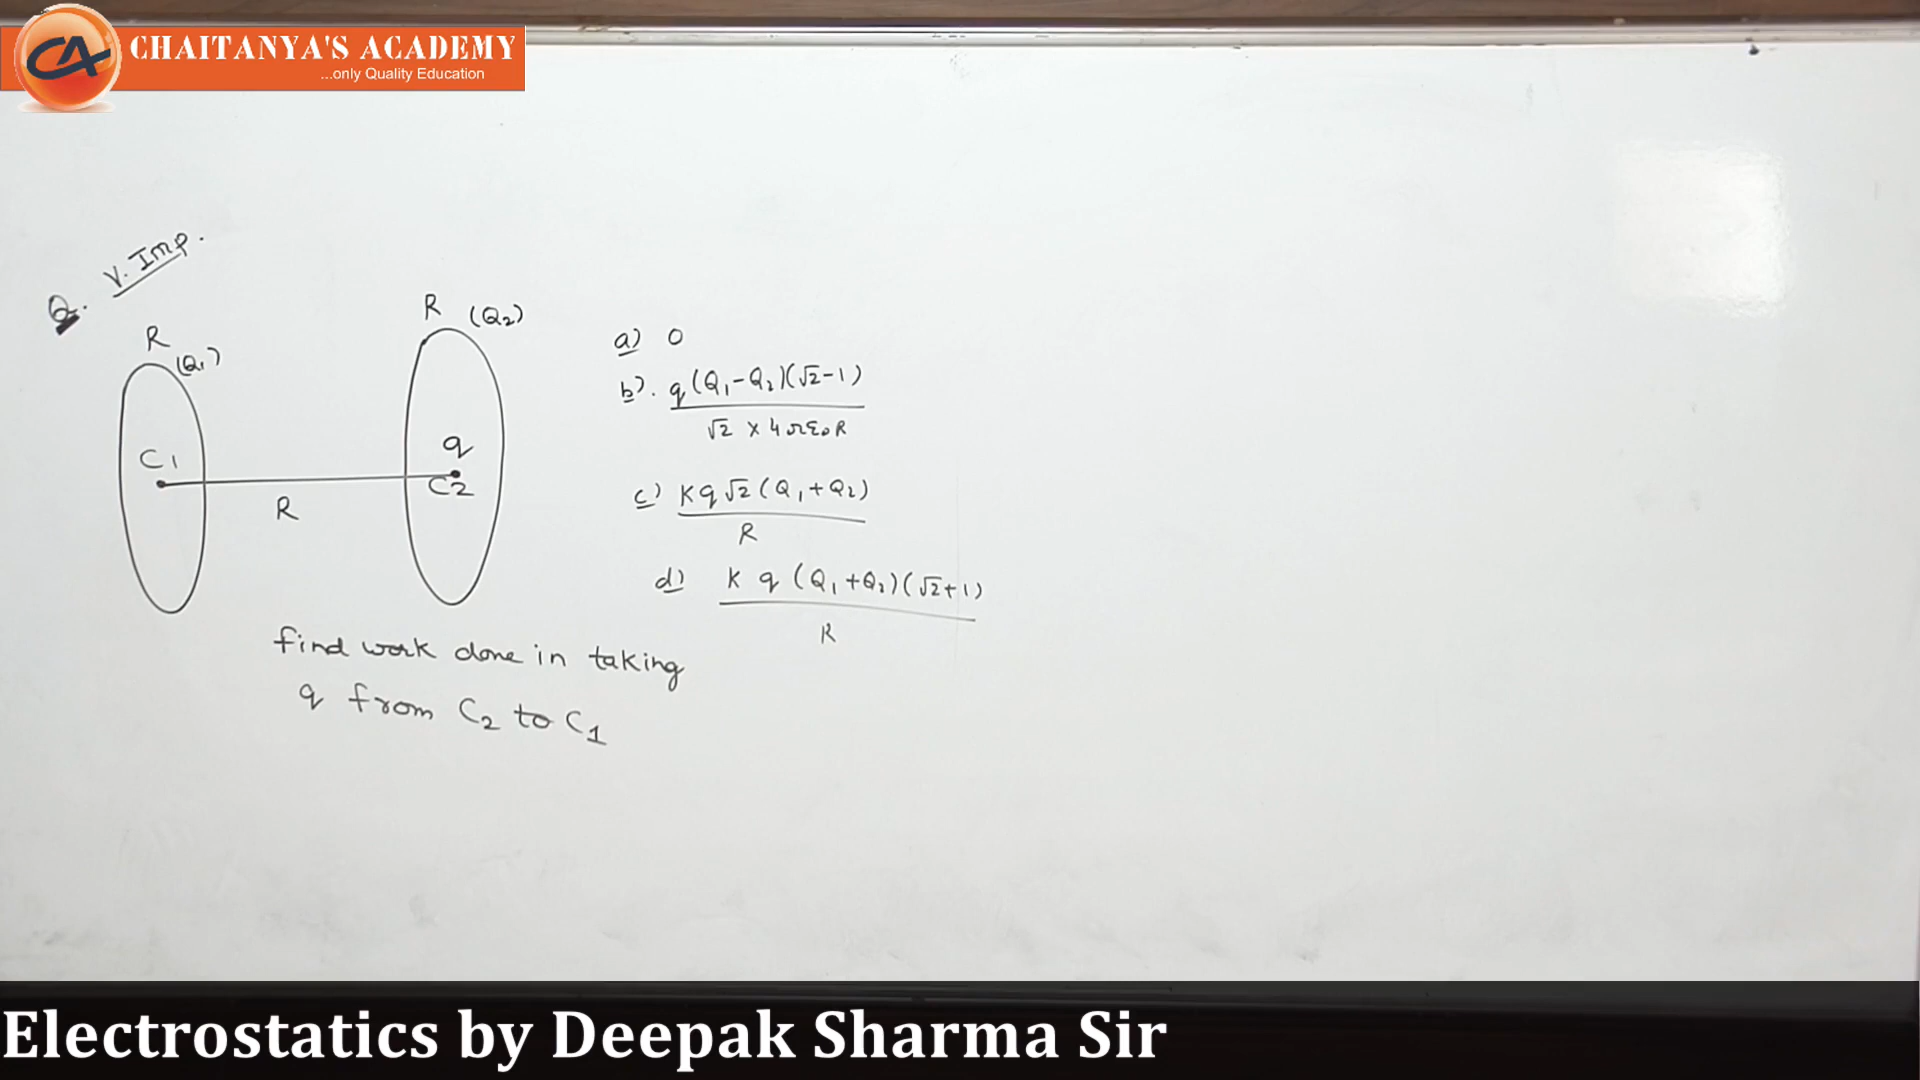 CHAITANYA'S ACADEMY
...only Quality Education
Q. V. Imp.
R (Q₁)
R (Q₂)
C₁
q
C2
R
a) 0
b). q(Q₁-Q₂)(√2-1)
√2 × 4πε₀R
c) Kq√2(Q₁+Q₂)
R
d) K q (Q₁+Q₂)(√2+1)
R
find work done in taking
q from C₂ to C₁
Electrostatics by Deepak Sharma Sir